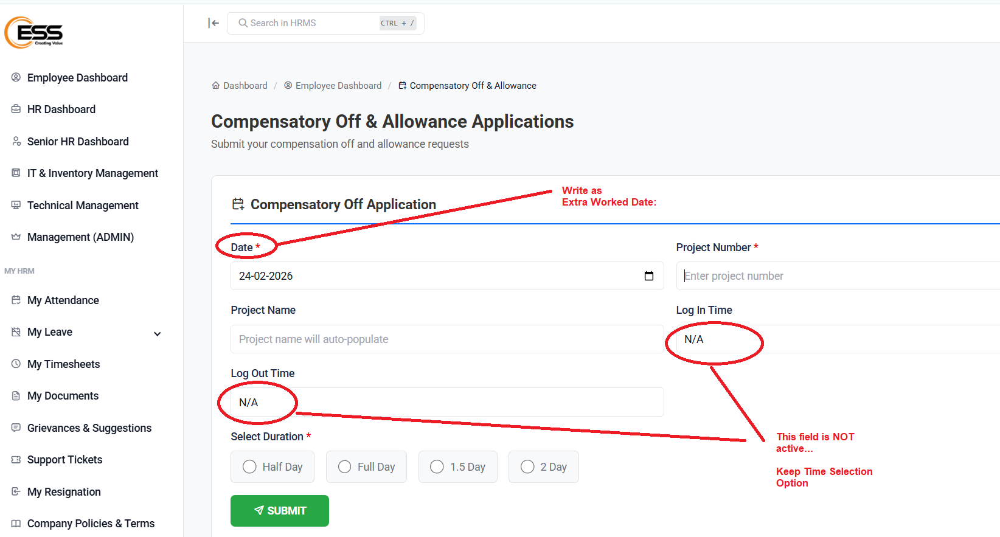 ESS
Creating Value
Search in HRMS
CTRL + /
Employee Dashboard
HR Dashboard
Senior HR Dashboard
IT & Inventory Management
Technical Management
Management (ADMIN)
MY HRM
My Attendance
My Leave
My Timesheets
My Documents
Grievances & Suggestions
Support Tickets
My Resignation
Company Policies & Terms
Dashboard / Employee Dashboard / Compensatory Off & Allowance
Compensatory Off & Allowance Applications
Submit your compensation off and allowance requests
Compensatory Off Application
Write as
Extra Worked Date:
Date *
24-02-2026
Project Number *
Enter project number
Project Name
Project name will auto-populate
Log In Time
N/A
Log Out Time
N/A
This field is NOT
active...
Keep Time Selection
Option
Select Duration *
Half Day
Full Day
1.5 Day
2 Day
SUBMIT